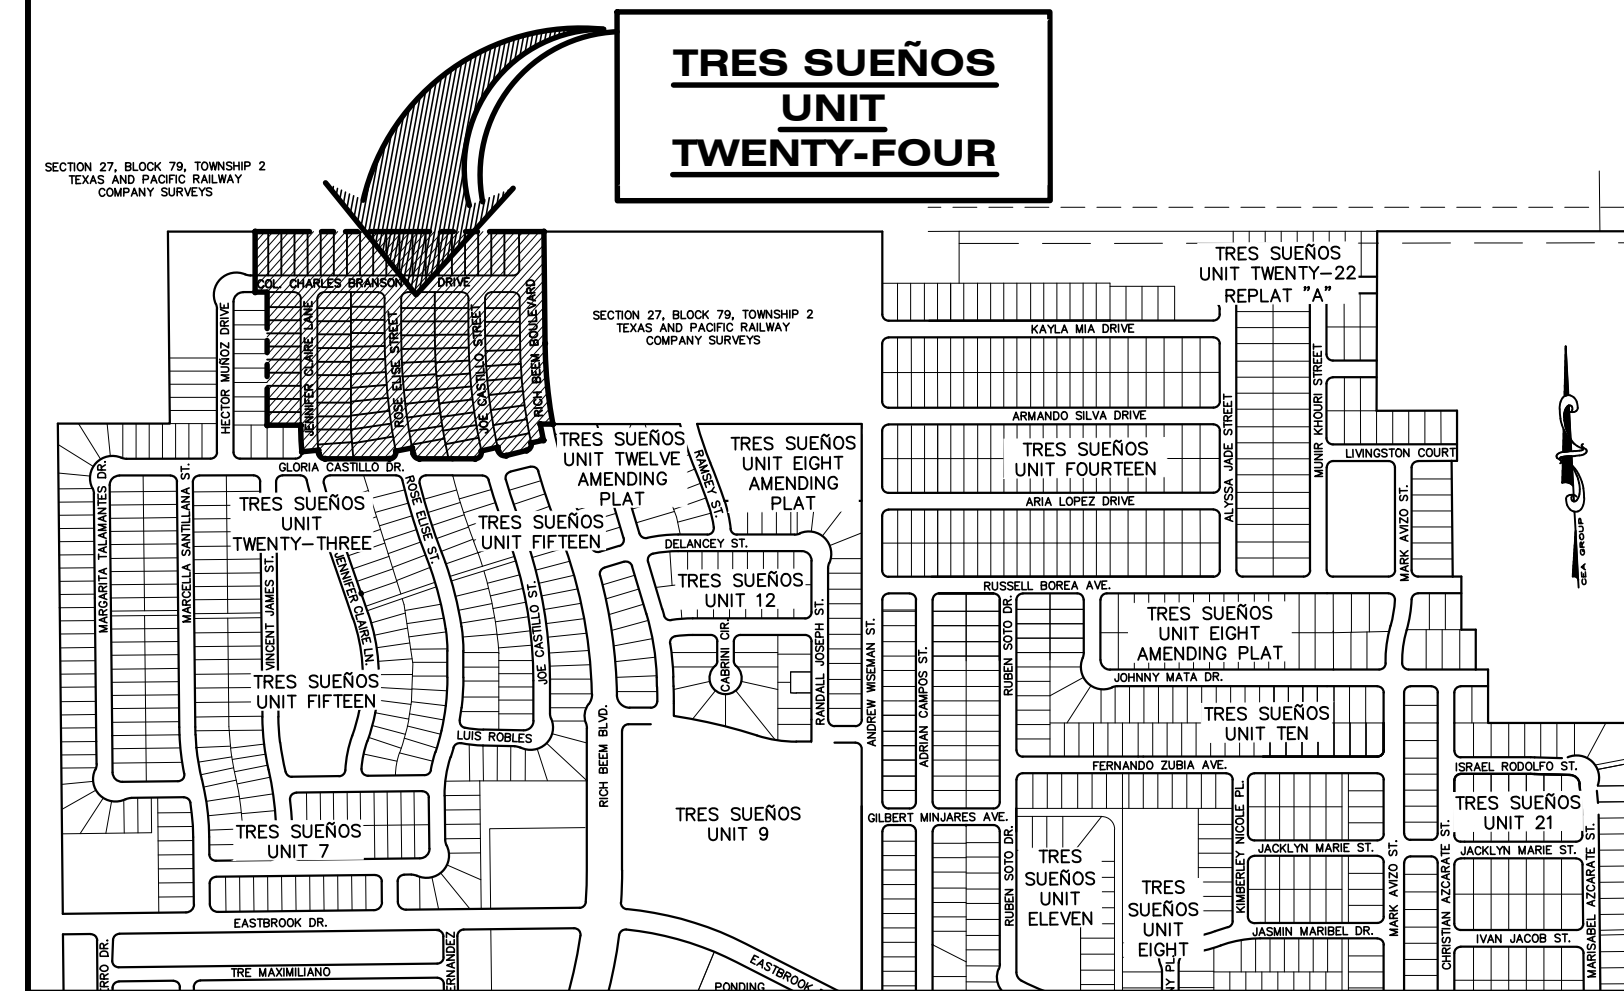 TRES SUEÑOS
UNIT
TWENTY-FOUR
SECTION 27, BLOCK 79, TOWNSHIP 2
TEXAS AND PACIFIC RAILWAY
COMPANY SURVEYS
COL. CHARLES BRANSON DRIVE
HECTOR MUÑOZ DRIVE
JENNIFER CLAIRE LANE
ROSE ELISE STREET
JOE CASTILLO STREET
RICH BEEM BOULEVARD
SECTION 27, BLOCK 79, TOWNSHIP 2
TEXAS AND PACIFIC RAILWAY
COMPANY SURVEYS
TRES SUEÑOS
UNIT TWENTY-22
REPLAT "A"
KAYLA MIA DRIVE
ARMANDO SILVA DRIVE
TRES SUEÑOS
UNIT FOURTEEN
ARIA LOPEZ DRIVE
ALYSSA JADE STREET
MUNIR KHOURI STREET
LIVINGSTON COURT
MARK AVIZO ST.
CEA GROUP
GLORIA CASTILLO DR.
MARGARITA TALAMANTES DR.
MARCELLA SANTILLANA ST.
TRES SUEÑOS
UNIT
TWENTY-THREE
VINCENT JAMES ST.
JENNIFER CLAIRE LN.
ROSE ELISE ST.
TRES SUEÑOS
UNIT FIFTEEN
TRES SUEÑOS
UNIT TWELVE
AMENDING
PLAT
RAMSEY ST.
TRES SUEÑOS
UNIT EIGHT
AMENDING
PLAT
DELANCEY ST.
TRES SUEÑOS
UNIT 12
CABRINI CIR.
RANDALL JOSEPH ST.
JOE CASTILLO ST.
TRES SUEÑOS
UNIT FIFTEEN
LUIS ROBLES
RICH BEEM BLVD.
RUSSELL BOREA AVE.
ANDREW WISEMAN ST.
ADRIAN CAMPOS ST.
RUBEN SOTO DR.
TRES SUEÑOS
UNIT EIGHT
AMENDING PLAT
JOHNNY MATA DR.
TRES SUEÑOS
UNIT TEN
FERNANDO ZUBIA AVE.
ISRAEL RODOLFO ST.
TRES SUEÑOS
UNIT 21
TRES SUEÑOS
UNIT 7
TRES SUEÑOS
UNIT 9
GILBERT MINJARES AVE.
RUBEN SOTO DR.
TRES
SUEÑOS
UNIT
ELEVEN
TRES
SUEÑOS
UNIT
EIGHT
KIMBERLEY NICOLE PL.
JACKLYN MARIE ST.
MARK AVIZO ST.
CHRISTIAN AZCARATE ST.
JACKLYN MARIE ST.
MARISABEL AZCARATE ST.
JASMIN MARIBEL DR.
IVAN JACOB ST.
NY PL.
EASTBROOK DR.
TRE MAXIMILIANO
ERRO DR.
ERNANDEZ
EASTBROOK
PONDING